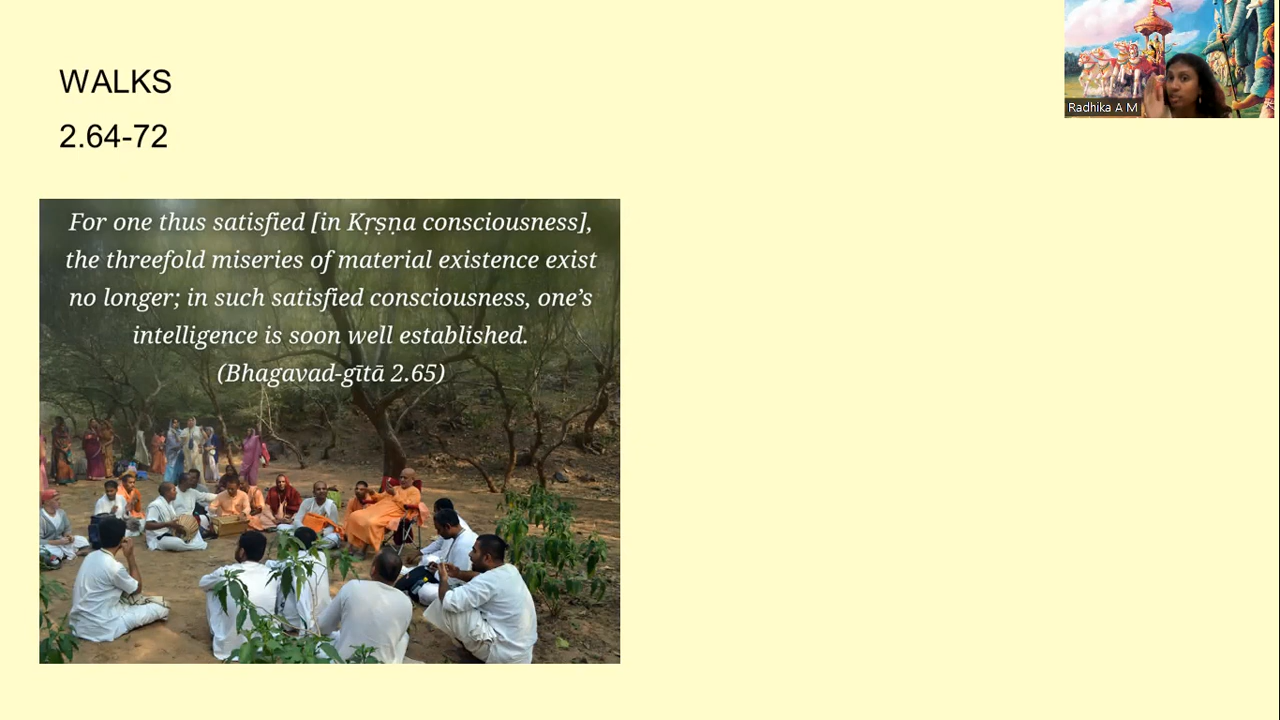 WALKS
2.64-72
For one thus satisfied [in Kṛṣṇa consciousness],
the threefold miseries of material existence exist
no longer; in such satisfied consciousness, one’s
intelligence is soon well established.
(Bhagavad-gītā 2.65)
Radhika A M